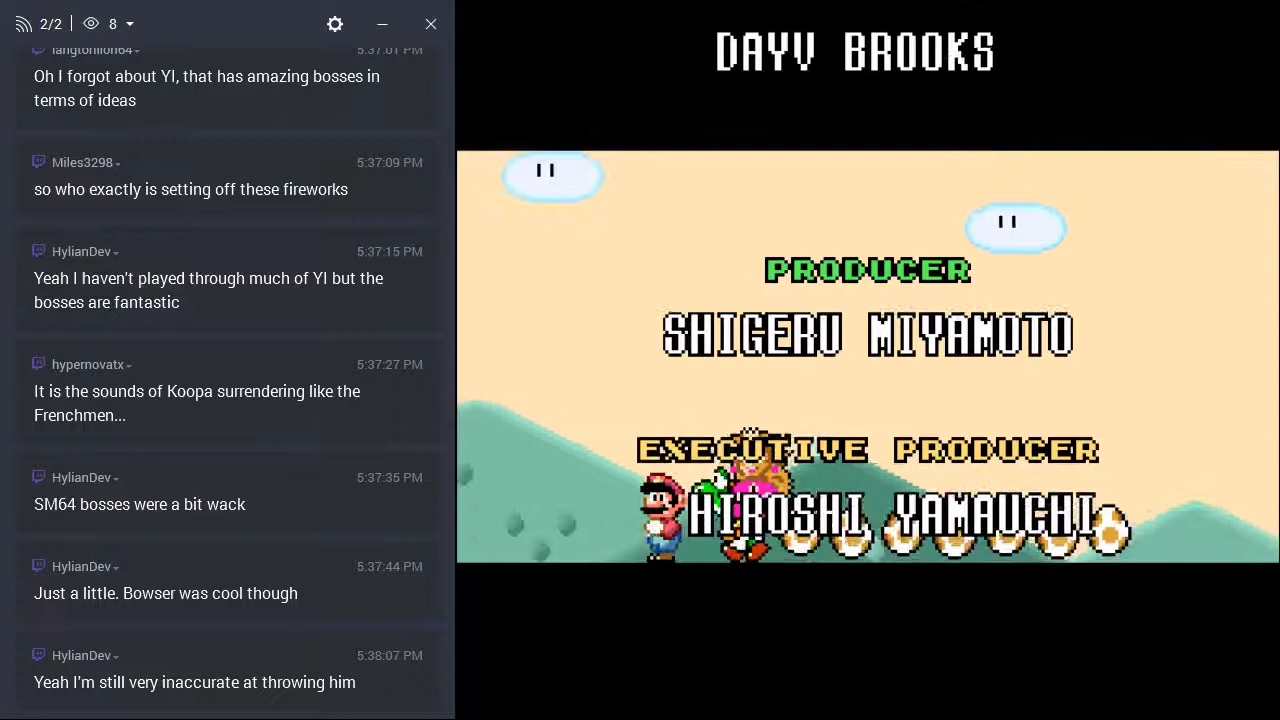 2/2 8
langtonlion64 5:37:01 PM
Oh I forgot about YI, that has amazing bosses in
terms of ideas
Miles3298 5:37:09 PM
so who exactly is setting off these fireworks
HylianDev 5:37:15 PM
Yeah I haven't played through much of YI but the
bosses are fantastic
hypernovatx 5:37:27 PM
It is the sounds of Koopa surrendering like the
Frenchmen...
HylianDev 5:37:35 PM
SM64 bosses were a bit wack
HylianDev 5:37:44 PM
Just a little. Bowser was cool though
HylianDev 5:38:07 PM
Yeah I'm still very inaccurate at throwing him
DAYV BROOKS
PRODUCER
SHIGERU MIYAMOTO
EXECUTIVE PRODUCER
HIROSHI YAMAUCHI